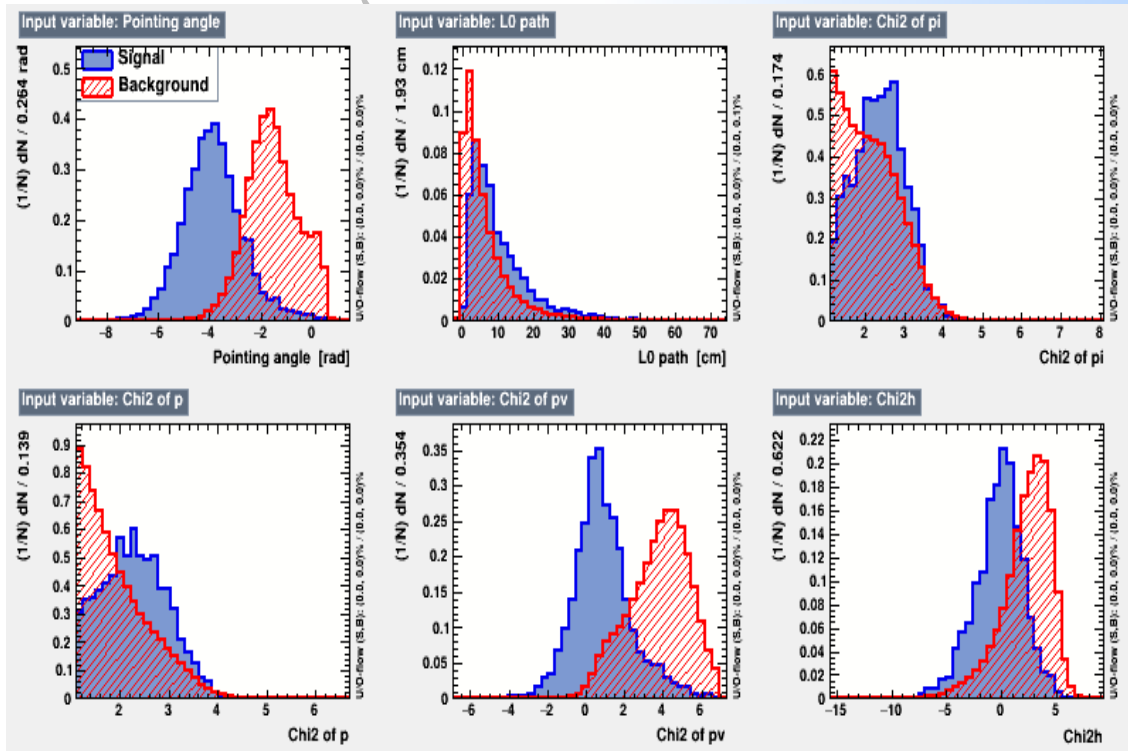 Input variable: Pointing angle
Signal
Background
(1/N) dN / 0.264 rad
0.5
0.4
0.3
0.2
0.1
0
−8 −6 −4 −2 0
Pointing angle [rad]
U/O-flow (S,B): (0.0, 0.0)% / (0.0, 0.0)%
Input variable: L0 path
(1/N) dN / 1.93 cm
0.12
0.1
0.08
0.06
0.04
0.02
0
0 10 20 30 40 50 60 70
L0 path [cm]
U/O-flow (S,B): (0.0, 0.0)% / (0.0, 0.1)%
Input variable: Chi2 of pi
(1/N) dN / 0.174
0.6
0.5
0.4
0.3
0.2
0.1
0
2 3 4 5 6 7 8
Chi2 of pi
U/O-flow (S,B): (0.0, 0.0)% / (0.0, 0.0)%
Input variable: Chi2 of p
(1/N) dN / 0.139
0.9
0.8
0.7
0.6
0.5
0.4
0.3
0.2
0.1
0
2 3 4 5 6
Chi2 of p
U/O-flow (S,B): (0.0, 0.0)% / (0.0, 0.0)%
Input variable: Chi2 of pv
(1/N) dN / 0.354
0.35
0.3
0.25
0.2
0.15
0.1
0.05
0
−6 −4 −2 0 2 4 6
Chi2 of pv
U/O-flow (S,B): (0.0, 0.0)% / (0.0, 0.0)%
Input variable: Chi2h
(1/N) dN / 0.622
0.22
0.2
0.18
0.16
0.14
0.12
0.1
0.08
0.06
0.04
0.02
0
−15 −10 −5 0 5
Chi2h
U/O-flow (S,B): (0.0, 0.0)% / (0.0, 0.0)%